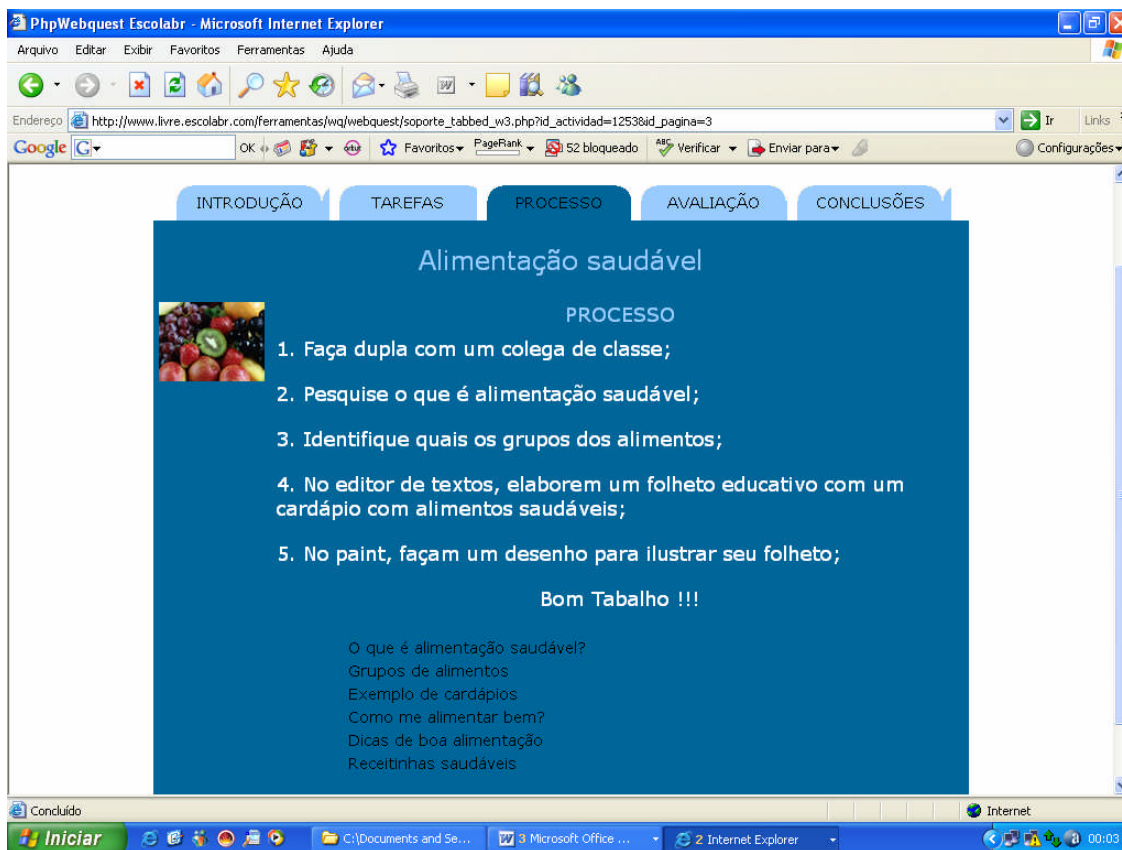 PhpWebquest Escolabr - Microsoft Internet Explorer
Arquivo Editar Exibir Favoritos Ferramentas Ajuda
Endereço http://www.livre.escolabr.com/ferramentas/wq/webquest/soporte_tabbed_w3.php?id_actividad=1253&id_pagina=3 Ir Links
Google G OK Favoritos PageRank 52 bloqueado ABC Verificar Enviar para Configurações
INTRODUÇÃO TAREFAS PROCESSO AVALIAÇÃO CONCLUSÕES
Alimentação saudável
PROCESSO
1. Faça dupla com um colega de classe;
2. Pesquise o que é alimentação saudável;
3. Identifique quais os grupos dos alimentos;
4. No editor de textos, elaborem um folheto educativo com um
cardápio com alimentos saudáveis;
5. No paint, façam um desenho para ilustrar seu folheto;
Bom Tabalho !!!
O que é alimentação saudável?
Grupos de alimentos
Exemplo de cardápios
Como me alimentar bem?
Dicas de boa alimentação
Receitinhas saudáveis
Concluído Internet
Iniciar C:\Documents and Se... 3 Microsoft Office ... 2 Internet Explorer 00:03